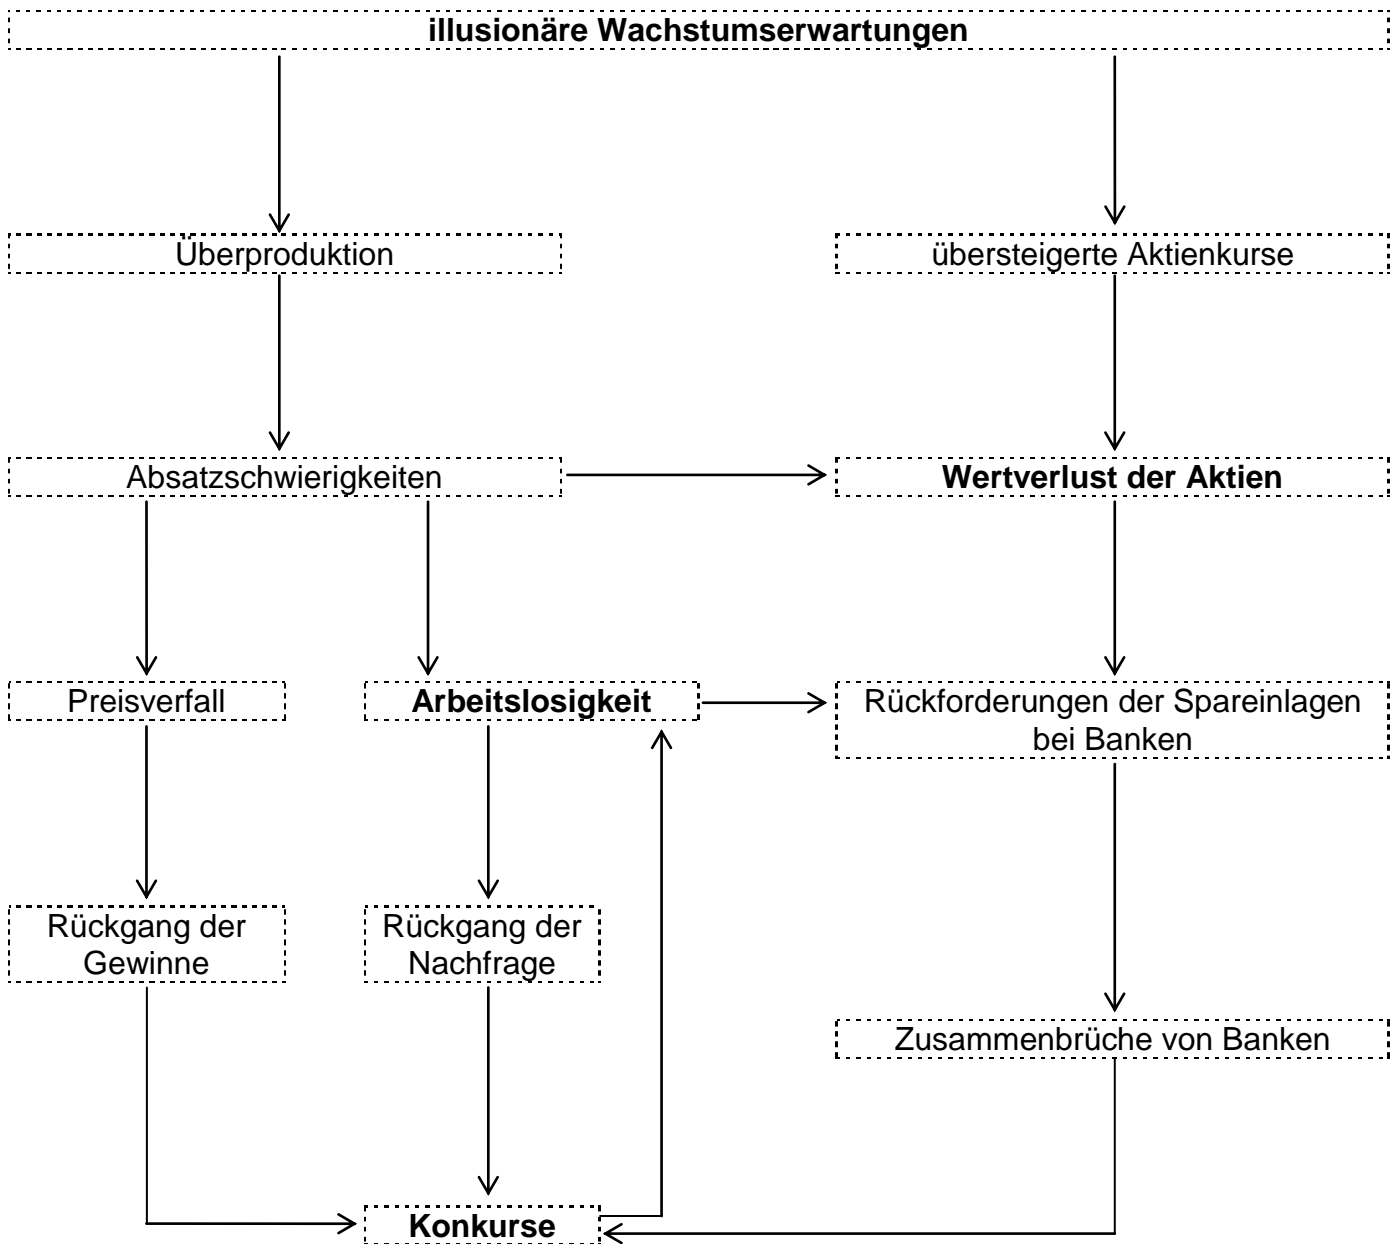 illusionäre Wachstumserwartungen
Überproduktion
übersteigerte Aktienkurse
Absatzschwierigkeiten
Wertverlust der Aktien
Preisverfall
Arbeitslosigkeit
Rückforderungen der Spareinlagen
bei Banken
Rückgang der
Gewinne
Rückgang der
Nachfrage
Zusammenbrüche von Banken
Konkurse